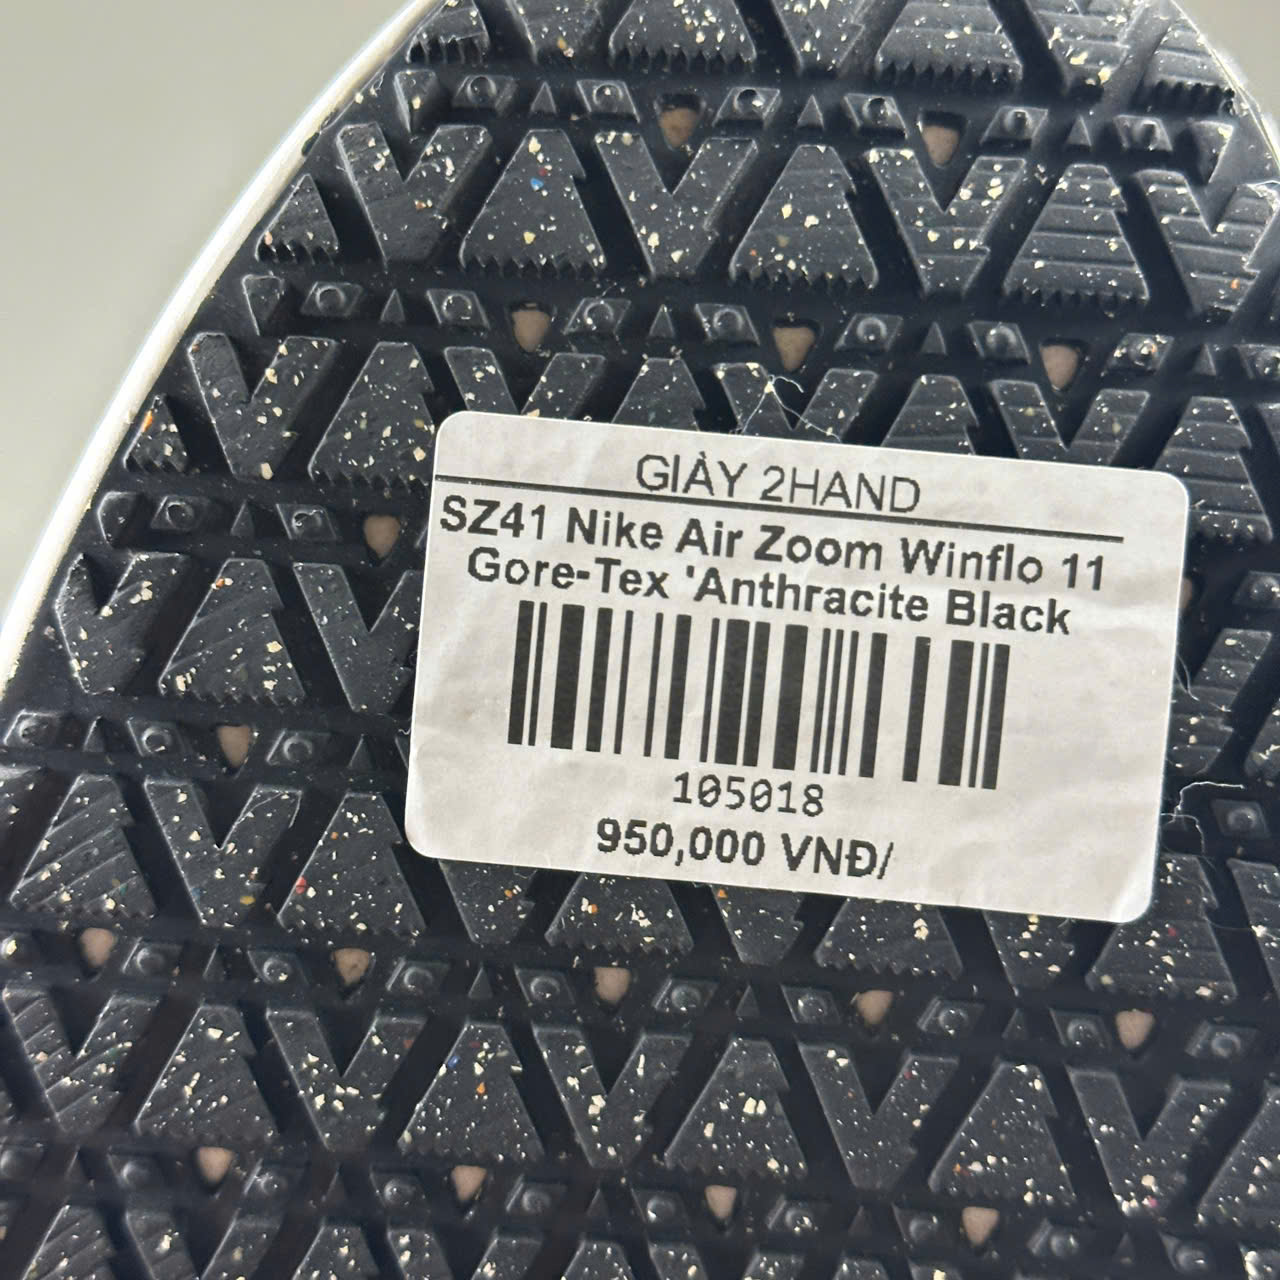 GIÀY 2HAND
SZ41 Nike Air Zoom Winflo 11
Gore-Tex 'Anthracite Black
105018
950,000 VNĐ/